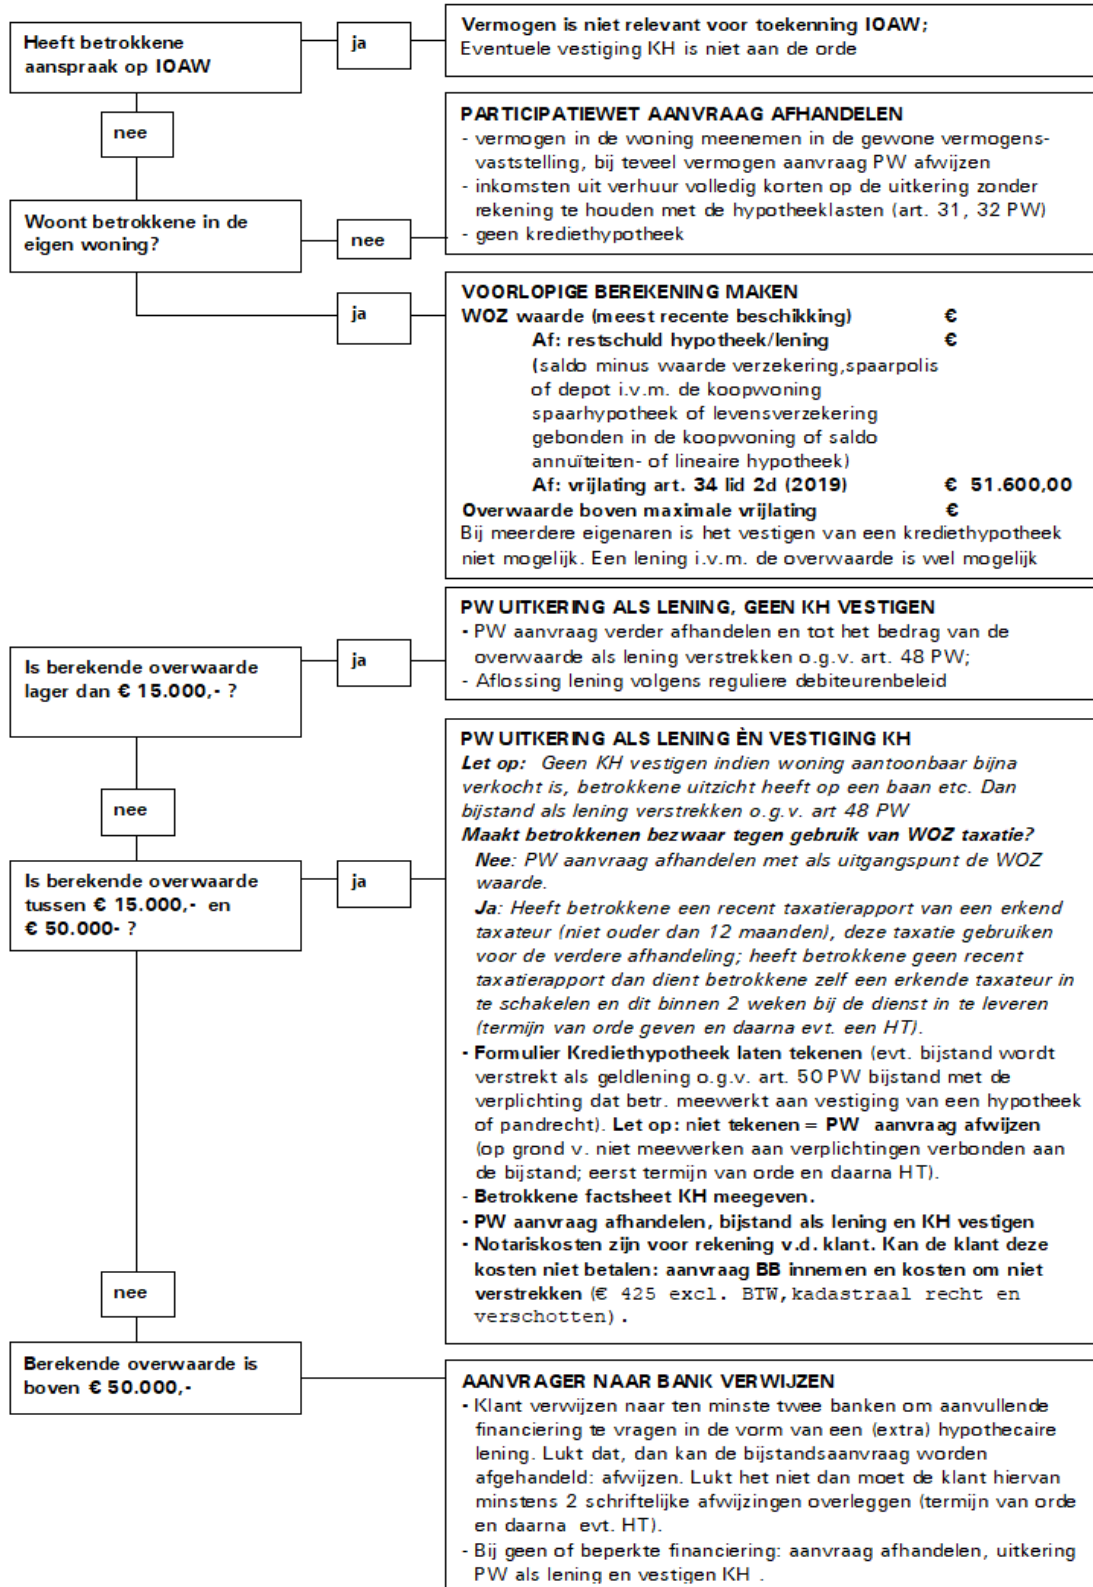 Heeft betrokkene
aanspraak op IOAW
ja
Vermogen is niet relevant voor toekenning IOAW;
Eventuele vestiging KH is niet aan de orde
nee
PARTICIPATIEWET AANVRAAG AFHANDELEN
- vermogen in de woning meenemen in de gewone vermogens-
vaststelling, bij teveel vermogen aanvraag PW afwijzen
- inkomsten uit verhuur volledig korten op de uitkering zonder
rekening te houden met de hypotheeklasten (art. 31, 32 PW)
- geen krediethypotheek
Woont betrokkene in de
eigen woning?
nee
ja
VOORLOPIGE BEREKENING MAKEN
WOZ waarde (meest recente beschikking) €
Af: restschuld hypotheek/lening €
(saldo minus waarde verzekering,spaarpolis
of depot i.v.m. de koopwoning
spaarhypotheek of levensverzekering
gebonden in de koopwoning of saldo
annuïteiten- of lineaire hypotheek)
Af: vrijlating art. 34 lid 2d (2019) € 51.600,00
Overwaarde boven maximale vrijlating €
Bij meerdere eigenaren is het vestigen van een krediethypotheek
niet mogelijk. Een lening i.v.m. de overwaarde is wel mogelijk
Is berekende overwaarde
lager dan € 15.000,- ?
ja
PW UITKERING ALS LENING, GEEN KH VESTIGEN
- PW aanvraag verder afhandelen en tot het bedrag van de
overwaarde als lening verstrekken o.g.v. art. 48 PW;
- Aflossing lening volgens reguliere debiteurenbeleid
nee
Is berekende overwaarde
tussen € 15.000,- en
€ 50.000- ?
ja
PW UITKERING ALS LENING ÈN VESTIGING KH
Let op: Geen KH vestigen indien woning aantoonbaar bijna
verkocht is, betrokkene uitzicht heeft op een baan etc. Dan
bijstand als lening verstrekken o.g.v. art 48 PW
Maakt betrokkenen bezwaar tegen gebruik van WOZ taxatie?
Nee: PW aanvraag afhandelen met als uitgangspunt de WOZ
waarde.
Ja: Heeft betrokkene een recent taxatierapport van een erkend
taxateur (niet ouder dan 12 maanden), deze taxatie gebruiken
voor de verdere afhandeling; heeft betrokkene geen recent
taxatierapport dan dient betrokkene zelf een erkende taxateur in
te schakelen en dit binnen 2 weken bij de dienst in te leveren
(termijn van orde geven en daarna evt. een HT).
- Formulier Krediethypotheek laten tekenen (evt. bijstand wordt
verstrekt als geldlening o.g.v. art. 50 PW bijstand met de
verplichting dat betr. meewerkt aan vestiging van een hypotheek
of pandrecht). Let op: niet tekenen = PW aanvraag afwijzen
(op grond v. niet meewerken aan verplichtingen verbonden aan
de bijstand; eerst termijn van orde en daarna HT).
- Betrokkene factsheet KH meegeven.
- PW aanvraag afhandelen, bijstand als lening en KH vestigen
- Notariskosten zijn voor rekening v.d. klant. Kan de klant deze
kosten niet betalen: aanvraag BB innemen en kosten om niet
verstrekken (€ 425 excl. BTW,kadastraal recht en
verschotten).
nee
Berekende overwaarde is
boven € 50.000,-
AANVRAGER NAAR BANK VERWIJZEN
- Klant verwijzen naar ten minste twee banken om aanvullende
financiering te vragen in de vorm van een (extra) hypothecaire
lening. Lukt dat, dan kan de bijstandsaanvraag worden
afgehandeld: afwijzen. Lukt het niet dan moet de klant hiervan
minstens 2 schriftelijke afwijzingen overleggen (termijn van orde
en daarna evt. HT).
- Bij geen of beperkte financiering: aanvraag afhandelen, uitkering
PW als lening en vestigen KH .